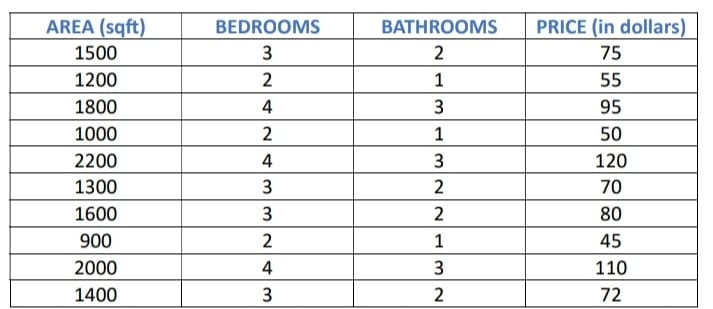 AREA (sqft) BEDROOMS BATHROOMS PRICE (in dollars)
1500 3 2 75
1200 2 1 55
1800 4 3 95
1000 2 1 50
2200 4 3 120
1300 3 2 70
1600 3 2 80
900 2 1 45
2000 4 3 110
1400 3 2 72